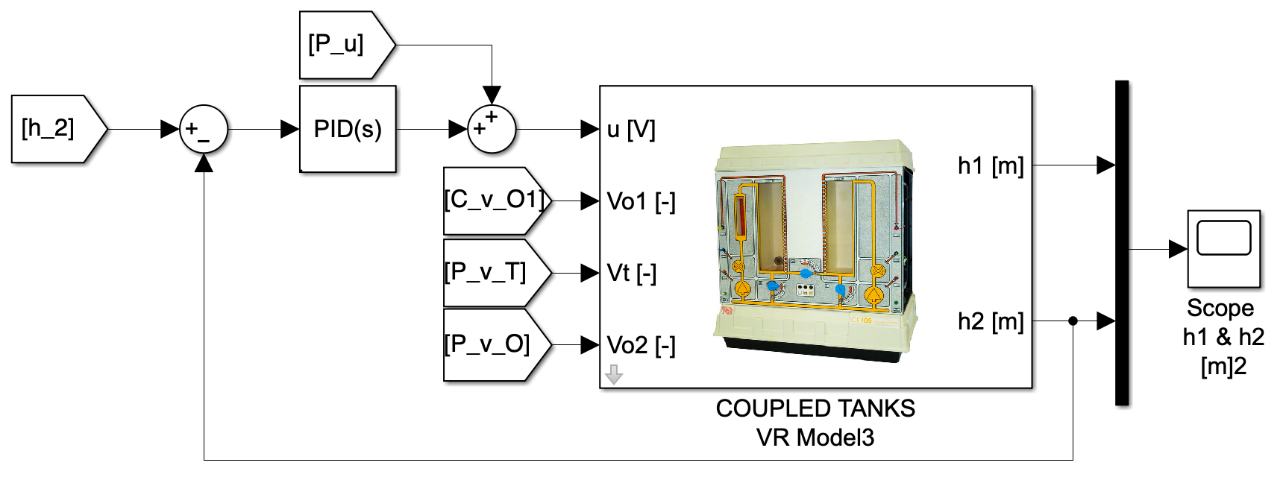 [P_u]
[h_2]
PID(s)
u [V]
[C_v_O1]
Vo1 [-]
[P_v_T]
Vt [-]
[P_v_O]
Vo2 [-]
h1 [m]
h2 [m]
COUPLED TANKS
VR Model3
Scope
h1 & h2
[m]2